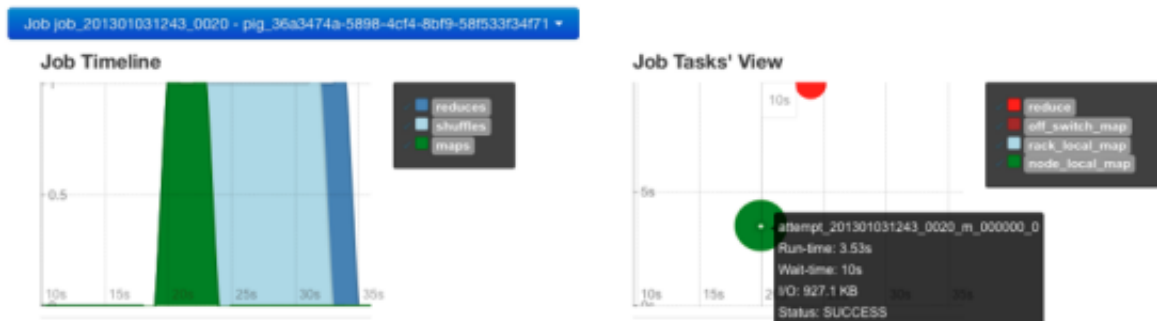 Job job_201301031243_0020 - pig_36a3474a-5898-4cf4-8bf9-58f533f34f71
Job Timeline
1
0.5
0
10s 15s 20s 25s 30s 35s
reduces
shuffles
maps
Job Tasks' View
10s
5s
10s 15s
reduce
off_switch_map
rack_local_map
node_local_map
attempt_201301031243_0020_m_000000_0
Run-time: 3.53s
Wait-time: 10s
I/O: 927.1 KB
Status: SUCCESS